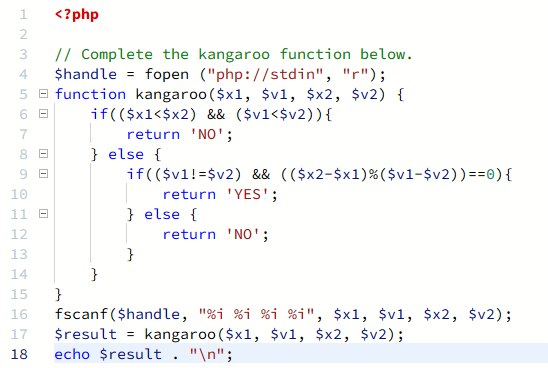 1 <?php
2
3 // Complete the kangaroo function below.
4 $handle = fopen ("php://stdin", "r");
5 function kangaroo($x1, $v1, $x2, $v2) {
6 if(($x1<$x2) && ($v1<$v2)){
7 return 'NO';
8 } else {
9 if(($v1!=$v2) && (($x2-$x1)%($v1-$v2))==0){
10 return 'YES';
11 } else {
12 return 'NO';
13 }
14 }
15 }
16 fscanf($handle, "%i %i %i %i", $x1, $v1, $x2, $v2);
17 $result = kangaroo($x1, $v1, $x2, $v2);
18 echo $result . "\n";